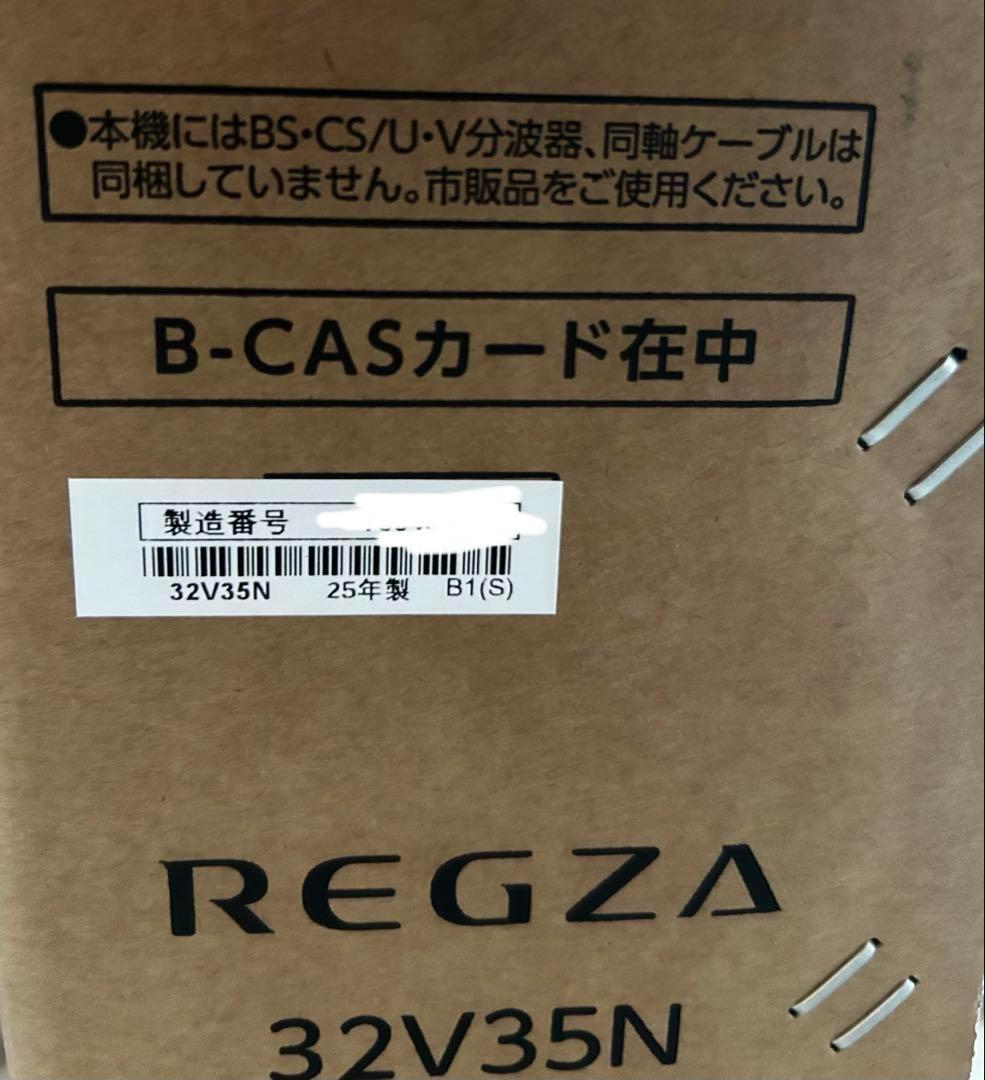 ●本機にはBS・CS/U・V分波器、同軸ケーブルは
同梱していません。市販品をご使用ください。
B-CASカード在中
製造番号
32V35N 25年製 B1(S)
REGZA
32V35N